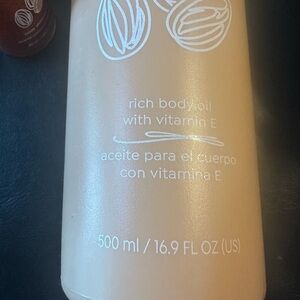 rich body oil
with vitamin E
aceite para el cuerpo
con vitamina E
500 ml / 16.9 FL OZ (US)